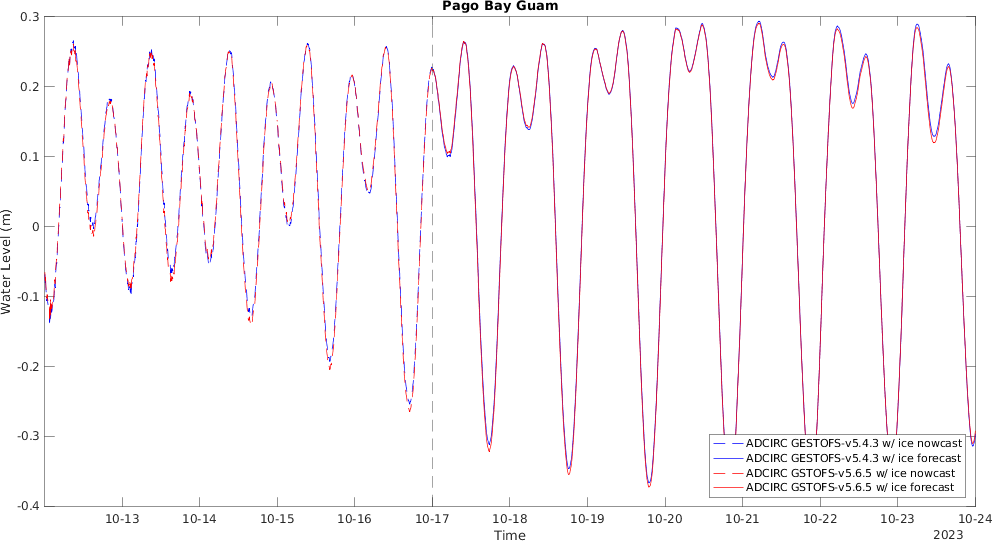 Pago Bay Guam
0.3
0.2
0.1
0
-0.1
-0.2
-0.3
-0.4
Water Level (m)
ADCIRC GESTOFS-v5.4.3 w/ ice nowcast
ADCIRC GESTOFS-v5.4.3 w/ ice forecast
ADCIRC GSTOFS-v5.6.5 w/ ice nowcast
ADCIRC GSTOFS-v5.6.5 w/ ice forecast
10-13 10-14 10-15 10-16 10-17 10-18 10-19 10-20 10-21 10-22 10-23 10-24
Time
2023